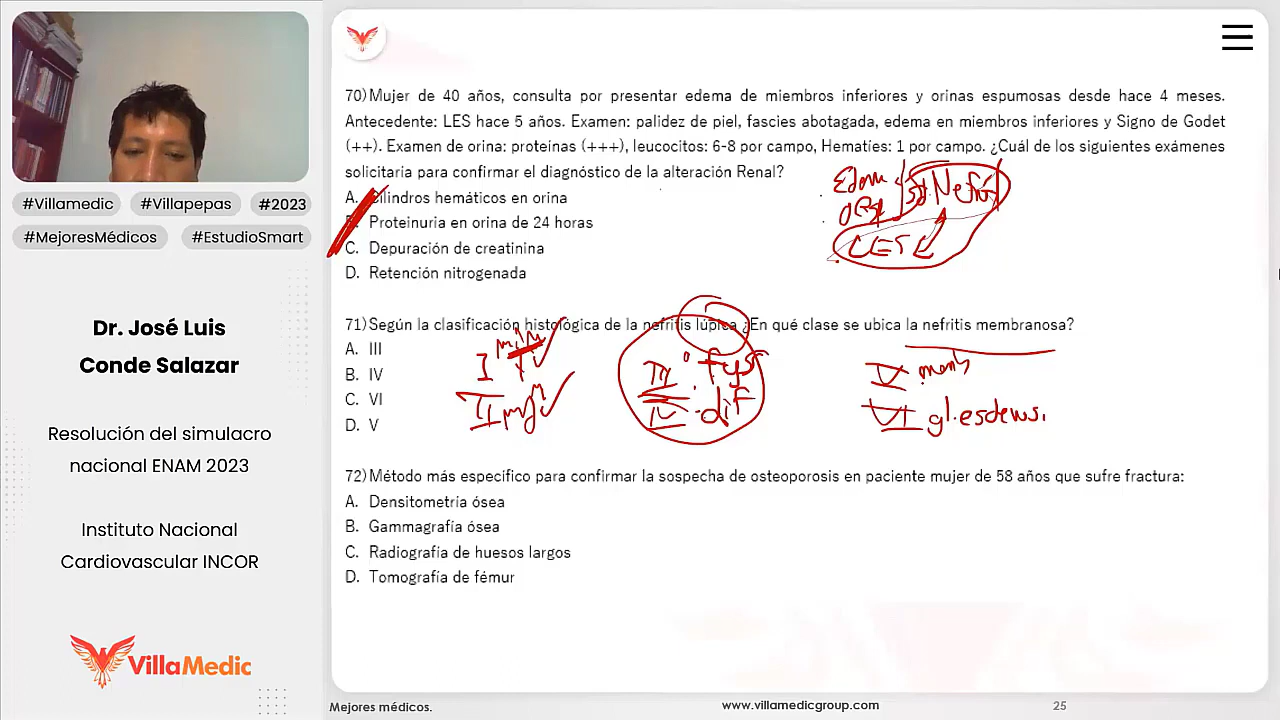 #Villamedic #Villapepas #2023
#MejoresMédicos #EstudioSmart
Dr. José Luis
Conde Salazar
Resolución del simulacro
nacional ENAM 2023
Instituto Nacional
Cardiovascular INCOR
VillaMedic
70) Mujer de 40 años, consulta por presentar edema de miembros inferiores y orinas espumosas desde hace 4 meses.
Antecedente: LES hace 5 años. Examen: palidez de piel, fascies abotagada, edema en miembros inferiores y Signo de Godet
(++). Examen de orina: proteínas (+++), leucocitos: 6-8 por campo, Hematíes: 1 por campo. ¿Cuál de los siguientes exámenes
solicitaría para confirmar el diagnóstico de la alteración Renal?
A. Cilindros hemáticos en orina
B. Proteinuria en orina de 24 horas
C. Depuración de creatinina
D. Retención nitrogenada
Edem
LES
71) Según la clasificación histológica de la nefritis lúpica ¿En qué clase se ubica la nefritis membranosa?
A. III
B. IV
C. VI
D. V
I
II
III
IV dif
V memb
VI
72) Método más específico para confirmar la sospecha de osteoporosis en paciente mujer de 58 años que sufre fractura:
A. Densitometría ósea
B. Gammagrafía ósea
C. Radiografía de huesos largos
D. Tomografía de fémur
Mejores médicos. www.villamedicgroup.com 25